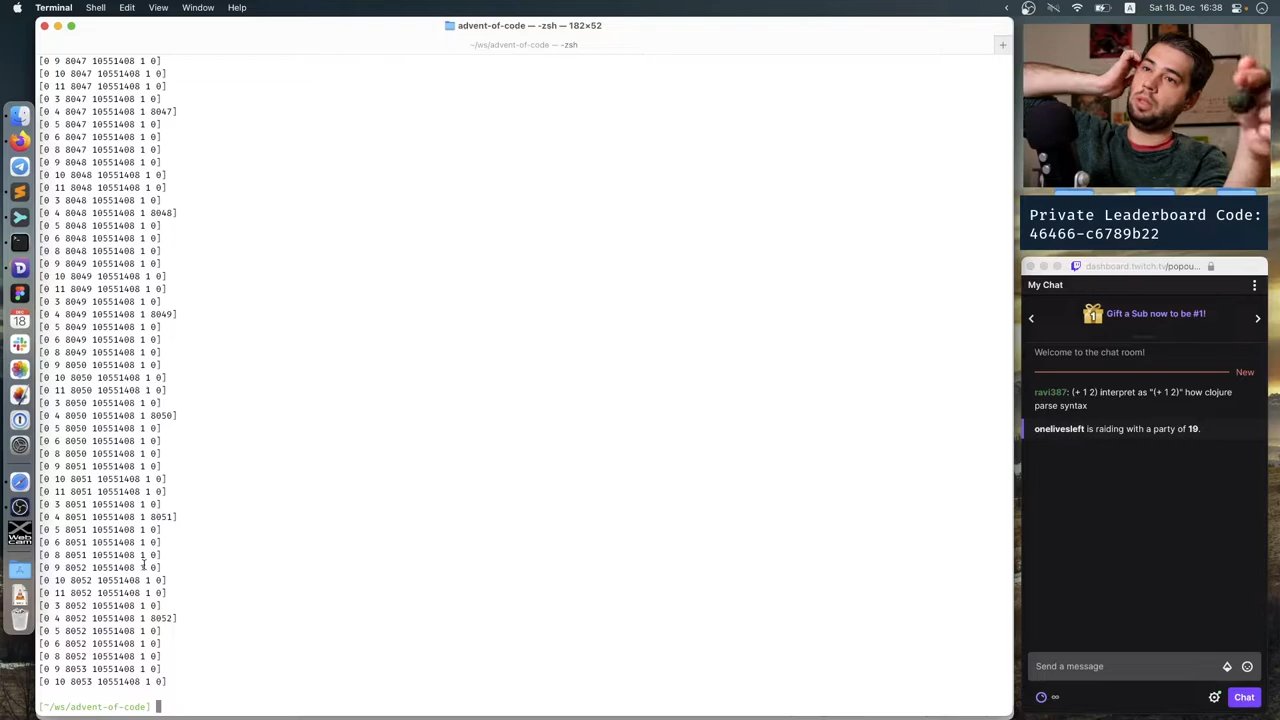 Terminal Shell Edit View Window Help
A Sat 18. Dec 16:38
advent-of-code — -zsh — 182×52
~/ws/advent-of-code — -zsh
+
[0 9 8047 10551408 1 0]
[0 10 8047 10551408 1 0]
[0 11 8047 10551408 1 0]
[0 3 8047 10551408 1 0]
[0 4 8047 10551408 1 8047]
[0 5 8047 10551408 1 0]
[0 6 8047 10551408 1 0]
[0 8 8047 10551408 1 0]
[0 9 8048 10551408 1 0]
[0 10 8048 10551408 1 0]
[0 11 8048 10551408 1 0]
[0 3 8048 10551408 1 0]
[0 4 8048 10551408 1 8048]
[0 5 8048 10551408 1 0]
[0 6 8048 10551408 1 0]
[0 8 8048 10551408 1 0]
[0 9 8049 10551408 1 0]
[0 10 8049 10551408 1 0]
[0 11 8049 10551408 1 0]
[0 3 8049 10551408 1 0]
[0 4 8049 10551408 1 8049]
[0 5 8049 10551408 1 0]
[0 6 8049 10551408 1 0]
[0 8 8049 10551408 1 0]
[0 9 8050 10551408 1 0]
[0 10 8050 10551408 1 0]
[0 11 8050 10551408 1 0]
[0 3 8050 10551408 1 0]
[0 4 8050 10551408 1 8050]
[0 5 8050 10551408 1 0]
[0 6 8050 10551408 1 0]
[0 8 8050 10551408 1 0]
[0 9 8051 10551408 1 0]
[0 10 8051 10551408 1 0]
[0 11 8051 10551408 1 0]
[0 3 8051 10551408 1 0]
[0 4 8051 10551408 1 8051]
[0 5 8051 10551408 1 0]
[0 6 8051 10551408 1 0]
[0 8 8051 10551408 1 0]
[0 9 8052 10551408 1 0]
[0 10 8052 10551408 1 0]
[0 11 8052 10551408 1 0]
[0 3 8052 10551408 1 0]
[0 4 8052 10551408 1 8052]
[0 5 8052 10551408 1 0]
[0 6 8052 10551408 1 0]
[0 8 8052 10551408 1 0]
[0 9 8053 10551408 1 0]
[0 10 8053 10551408 1 0]
[~/ws/advent-of-code]
DEC
18
Web
cam
Private Leaderboard Code:
46466-c6789b22
dashboard.twitch.tv/popou...
My Chat
1
Gift a Sub now to be #1!
Welcome to the chat room!
New
ravi387: (+ 1 2) interpret as "(+ 1 2)" how clojure
parse syntax
onelivesleft is raiding with a party of 19.
Send a message
∞
Chat